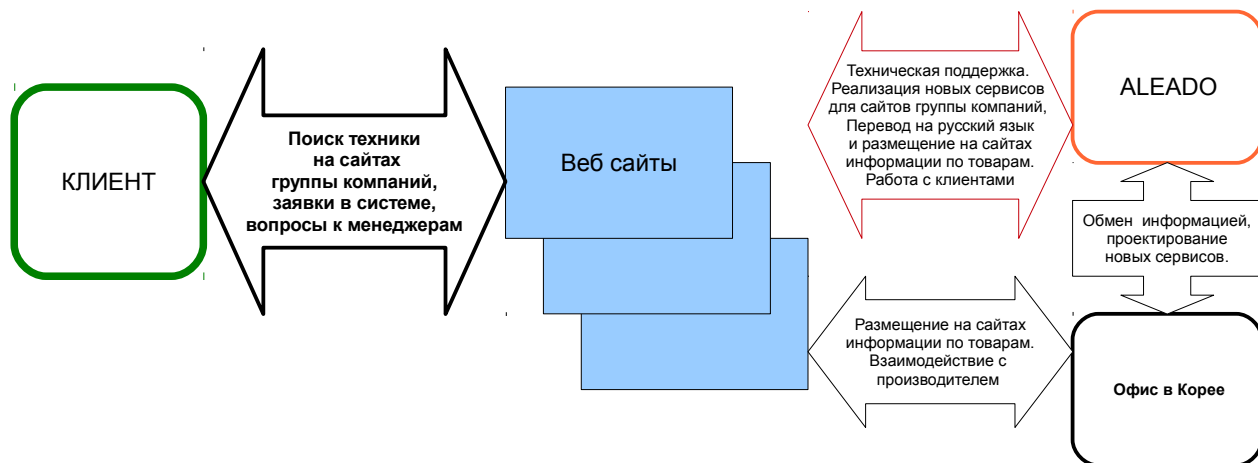 КЛИЕНТ
Поиск техники
на сайтах
группы компаний,
заявки в системе,
вопросы к менеджерам
Веб сайты
Техническая поддержка.
Реализация новых сервисов
для сайтов группы компаний,
Перевод на русский язык
и размещение на сайтах
информации по товарам.
Работа с клиентами
ALEADO
Обмен информацией,
проектирование
новых сервисов.
Размещение на сайтах
информации по товарам.
Взаимодействие с
производителем
Офис в Корее